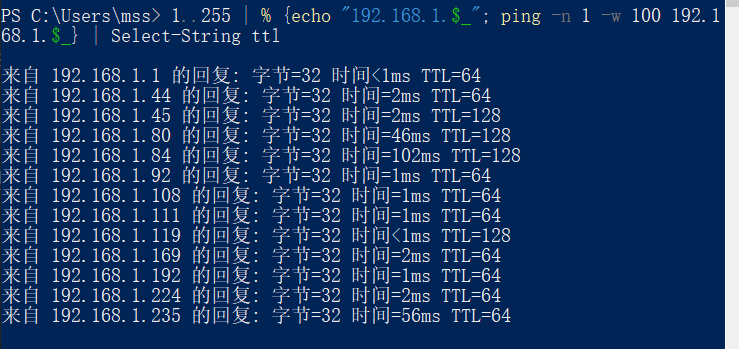 PS C:\Users\mss> 1..255 | % {echo "192.168.1.$_"; ping -n 1 -w 100 192.1
68.1.$_} | Select-String ttl
来自 192.168.1.1 的回复: 字节=32 时间<1ms TTL=64
来自 192.168.1.44 的回复: 字节=32 时间=2ms TTL=64
来自 192.168.1.45 的回复: 字节=32 时间=2ms TTL=128
来自 192.168.1.80 的回复: 字节=32 时间=46ms TTL=128
来自 192.168.1.84 的回复: 字节=32 时间=102ms TTL=128
来自 192.168.1.92 的回复: 字节=32 时间=1ms TTL=64
来自 192.168.1.108 的回复: 字节=32 时间=1ms TTL=64
来自 192.168.1.111 的回复: 字节=32 时间=1ms TTL=64
来自 192.168.1.119 的回复: 字节=32 时间<1ms TTL=128
来自 192.168.1.169 的回复: 字节=32 时间=2ms TTL=64
来自 192.168.1.192 的回复: 字节=32 时间=1ms TTL=64
来自 192.168.1.224 的回复: 字节=32 时间=2ms TTL=64
来自 192.168.1.235 的回复: 字节=32 时间=56ms TTL=64